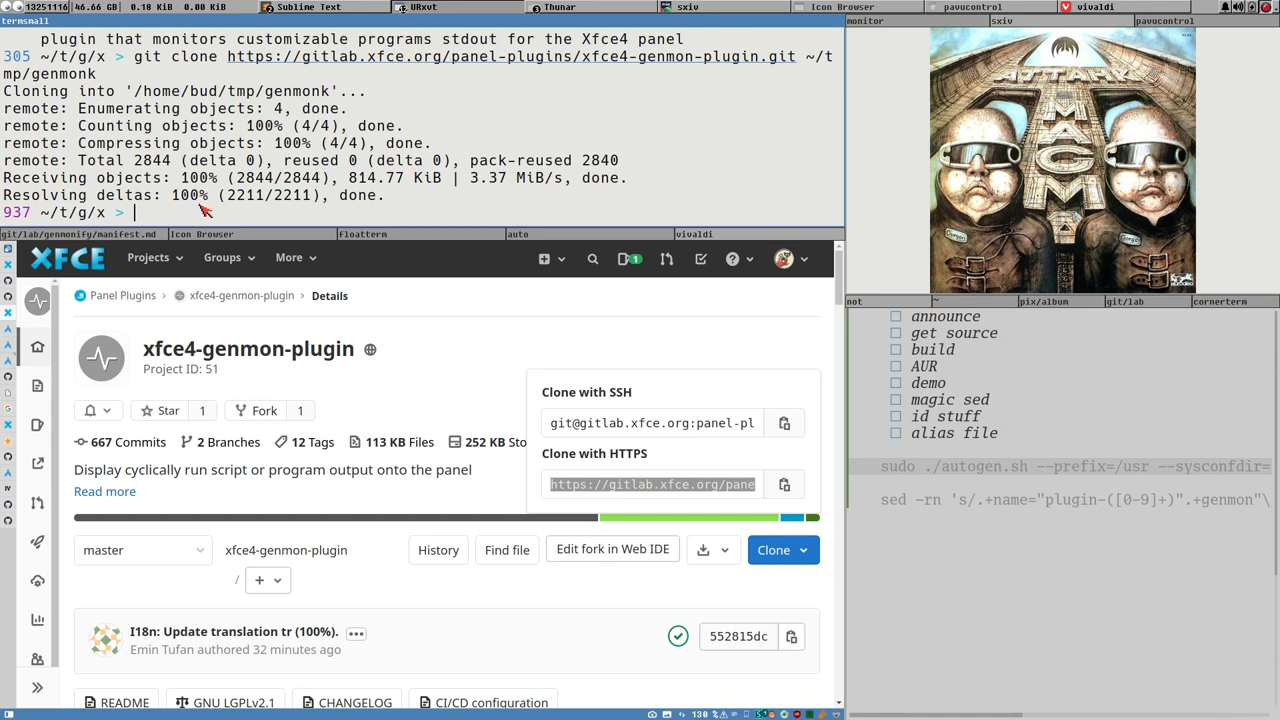 13251116 46.66 GB 0.18 KiB 0.00 KiB Sublime Text URxvt Thunar sxiv Icon Browser pavucontrol vivaldi
termsmall
plugin that monitors customizable programs stdout for the Xfce4 panel
305 ~/t/g/x > git clone https://gitlab.xfce.org/panel-plugins/xfce4-genmon-plugin.git ~/t
mp/genmonk
Cloning into '/home/bud/tmp/genmonk'...
remote: Enumerating objects: 4, done.
remote: Counting objects: 100% (4/4), done.
remote: Compressing objects: 100% (4/4), done.
remote: Total 2844 (delta 0), reused 0 (delta 0), pack-reused 2840
Receiving objects: 100% (2844/2844), 814.77 KiB | 3.37 MiB/s, done.
Resolving deltas: 100% (2211/2211), done.
937 ~/t/g/x >
git/lab/genmonify/manifest.md Icon Browser floatterm auto vivaldi
XFCE Projects Groups More 1
Panel Plugins > xfce4-genmon-plugin > Details
xfce4-genmon-plugin
Project ID: 51
Star 1 Fork 1
667 Commits 2 Branches 12 Tags 113 KB Files 252 KB Sto
Display cyclically run script or program output onto the panel
Read more
Clone with SSH
git@gitlab.xfce.org:panel-pl
Clone with HTTPS
https://gitlab.xfce.org/pane
master xfce4-genmon-plugin History Find file Edit fork in Web IDE Clone
/ +
I18n: Update translation tr (100%).
Emin Tufan authored 32 minutes ago
552815dc
README GNU LGPLv2.1 CHANGELOG CI/CD configuration
monitor sxiv pavucontrol
ATTAHK
MAGMA
not ~ pix/album git/lab cornerterm
announce
get source
build
AUR
demo
magic sed
id stuff
alias file
sudo ./autogen.sh --prefix=/usr --sysconfdir=
sed -rn 's/.+name="plugin-([0-9]+)".+genmon"\
130 %